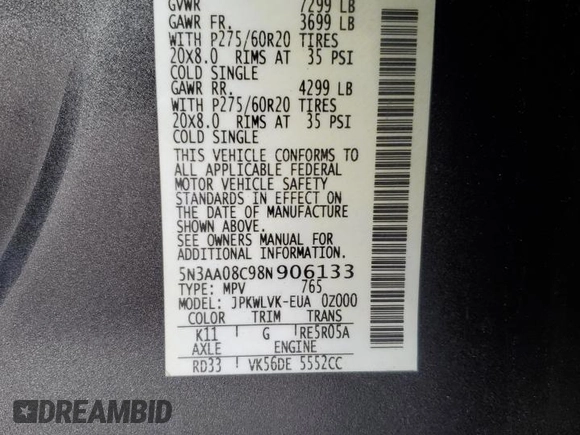 GVWR 7299 LB
GAWR FR. 3699 LB
WITH P275/60R20 TIRES
20X8.0 RIMS AT 35 PSI
COLD SINGLE
GAWR RR. 4299 LB
WITH P275/60R20 TIRES
20X8.0 RIMS AT 35 PSI
COLD SINGLE
THIS VEHICLE CONFORMS TO
ALL APPLICABLE FEDERAL
MOTOR VEHICLE SAFETY
STANDARDS IN EFFECT ON
THE DATE OF MANUFACTURE
SHOWN ABOVE.
SEE OWNERS MANUAL FOR
ADDITIONAL INFORMATION.
5N3AA08C98N906133
TYPE: MPV 765
MODEL: JPKWLVK-EUA 0Z000
COLOR TRIM TRANS
K11 G RE5R05A
AXLE ENGINE
RD33 VK56DE 5552CC
DREAMBID